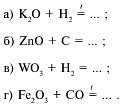 а) K₂O + H₂ =ᵗ ... ;
б) ZnO + C = ... ;
в) WO₃ + H₂ =ᵗ ... ;
г) Fe₂O₃ + CO =ᵗ ... .